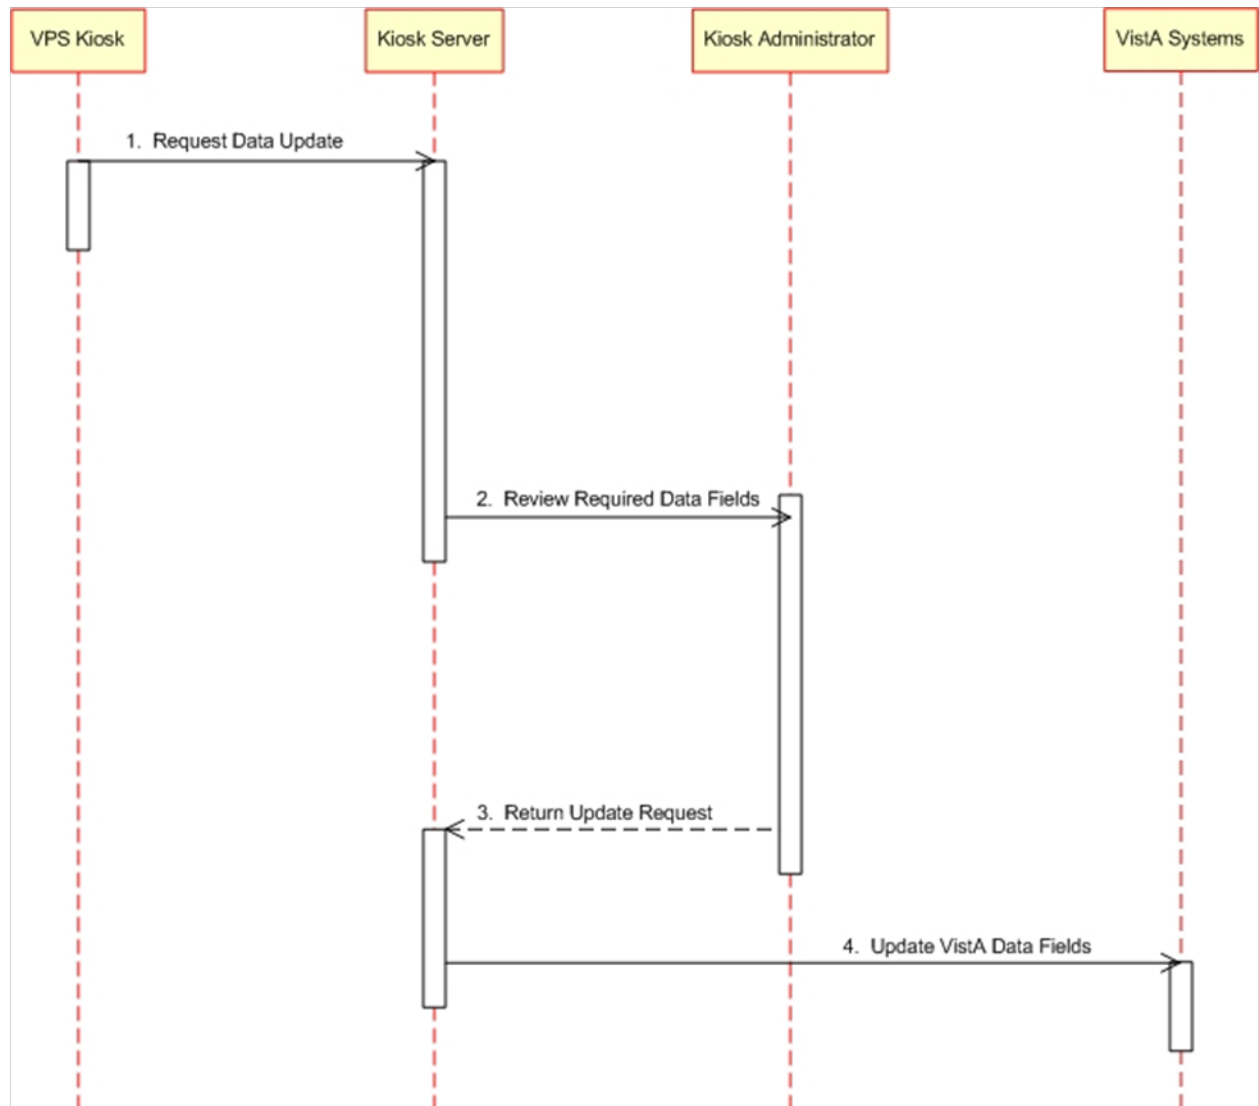 VPS Kiosk
Kiosk Server
Kiosk Administrator
VistA Systems
1. Request Data Update
2. Review Required Data Fields
3. Return Update Request
4. Update VistA Data Fields